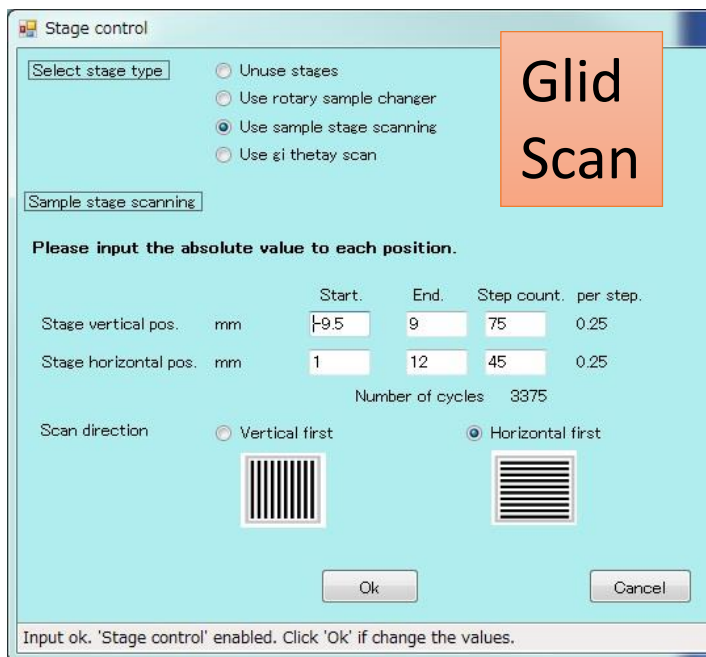 Stage control
Glid
Scan
Select stage type
Unuse stages
Use rotary sample changer
Use sample stage scanning
Use gi thetay scan
Sample stage scanning
Please input the absolute value to each position.
Start. End. Step count. per step.
Stage vertical pos. mm -9.5 9 75 0.25
Stage horizontal pos. mm 1 12 45 0.25
Number of cycles 3375
Scan direction Vertical first Horizontal first
Ok Cancel
Input ok. 'Stage control' enabled. Click 'Ok' if change the values.